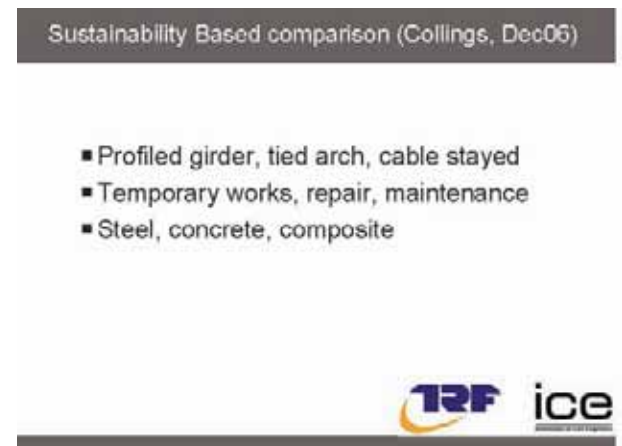 Sustainability Based comparison (Collings, Dec06)
Profiled girder, tied arch, cable stayed
Temporary works, repair, maintenance
Steel, concrete, composite
TRF ice